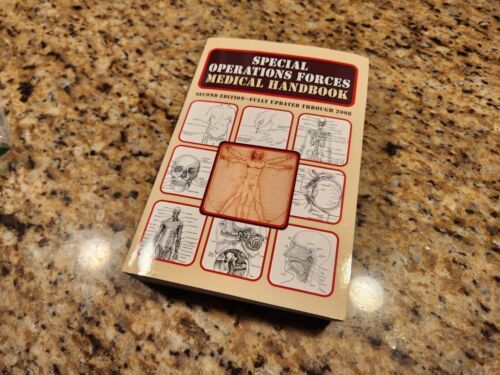 SPECIAL
OPERATIONS FORCES
MEDICAL HANDBOOK
SECOND EDITION—FULLY UPDATED THROUGH 2008